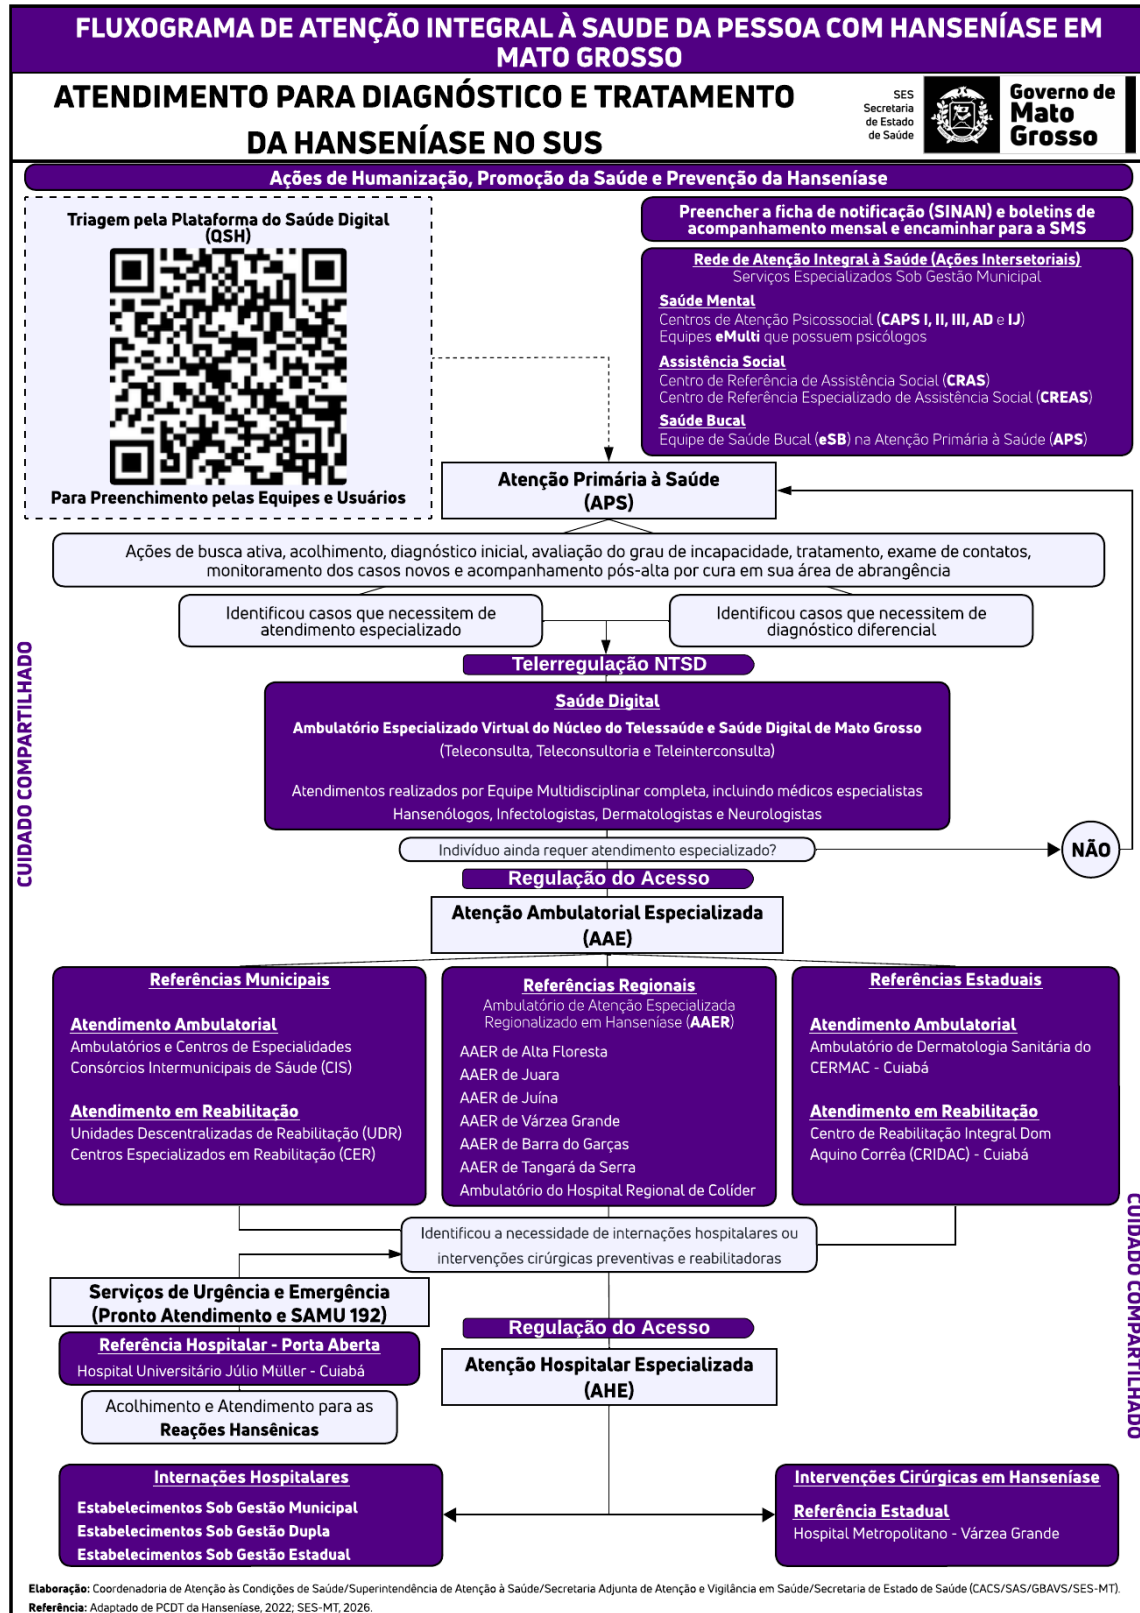 FLUXOGRAMA DE ATENÇÃO INTEGRAL À SAUDE DA PESSOA COM HANSENÍASE EM
MATO GROSSO
ATENDIMENTO PARA DIAGNÓSTICO E TRATAMENTO
DA HANSENÍASE NO SUS
SES
Secretaria
de Estado
de Saúde
Governo de
Mato
Grosso
Ações de Humanização, Promoção da Saúde e Prevenção da Hanseníase
Triagem pela Plataforma do Saúde Digital
(QSH)
Para Preenchimento pelas Equipes e Usuários
Preencher a ficha de notificação (SINAN) e boletins de
acompanhamento mensal e encaminhar para a SMS
Rede de Atenção Integral à Saúde (Ações Intersetoriais)
Serviços Especializados Sob Gestão Municipal
Saúde Mental
Centros de Atenção Psicossocial (CAPS I, II, III, AD e IJ)
Equipes eMulti que possuem psicólogos
Assistência Social
Centro de Referência de Assistência Social (CRAS)
Centro de Referência Especializado de Assistência Social (CREAS)
Saúde Bucal
Equipe de Saúde Bucal (eSB) na Atenção Primária à Saúde (APS)
Atenção Primária à Saúde
(APS)
Ações de busca ativa, acolhimento, diagnóstico inicial, avaliação do grau de incapacidade, tratamento, exame de contatos,
monitoramento dos casos novos e acompanhamento pós-alta por cura em sua área de abrangência
Identificou casos que necessitem de
atendimento especializado
Identificou casos que necessitem de
diagnóstico diferencial
Telerregulação NTSD
Saúde Digital
Ambulatório Especializado Virtual do Núcleo do Telessaúde e Saúde Digital de Mato Grosso
(Teleconsulta, Teleconsultoria e Teleinterconsulta)
Atendimentos realizados por Equipe Multidisciplinar completa, incluindo médicos especialistas
Hansenólogos, Infectologistas, Dermatologistas e Neurologistas
Indivíduo ainda requer atendimento especializado?
NÃO
CUIDADO COMPARTILHADO
Regulação do Acesso
Atenção Ambulatorial Especializada
(AAE)
Referências Municipais
Atendimento Ambulatorial
Ambulatórios e Centros de Especialidades
Consórcios Intermunicipais de Sáude (CIS)
Atendimento em Reabilitação
Unidades Descentralizadas de Reabilitação (UDR)
Centros Especializados em Reabilitação (CER)
Referências Regionais
Ambulatório de Atenção Especializada
Regionalizado em Hanseníase (AAER)
AAER de Alta Floresta
AAER de Juara
AAER de Juína
AAER de Várzea Grande
AAER de Barra do Garças
AAER de Tangará da Serra
Ambulatório do Hospital Regional de Colíder
Referências Estaduais
Atendimento Ambulatorial
Ambulatório de Dermatologia Sanitária do
CERMAC - Cuiabá
Atendimento em Reabilitação
Centro de Reabilitação Integral Dom
Aquino Corrêa (CRIDAC) - Cuiabá
Identificou a necessidade de internações hospitalares ou
intervenções cirúrgicas preventivas e reabilitadoras
CUIDADO COMPARTILHADO
Serviços de Urgência e Emergência
(Pronto Atendimento e SAMU 192)
Referência Hospitalar - Porta Aberta
Hospital Universitário Júlio Müller - Cuiabá
Acolhimento e Atendimento para as
Reações Hansênicas
Regulação do Acesso
Atenção Hospitalar Especializada
(AHE)
Internações Hospitalares
Estabelecimentos Sob Gestão Municipal
Estabelecimentos Sob Gestão Dupla
Estabelecimentos Sob Gestão Estadual
Intervenções Cirúrgicas em Hanseníase
Referência Estadual
Hospital Metropolitano - Várzea Grande
Elaboração: Coordenadoria de Atenção às Condições de Saúde/Superintendência de Atenção à Saúde/Secretaria Adjunta de Atenção e Vigilância em Saúde/Secretaria de Estado de Saúde (CACS/SAS/GBAVS/SES-MT).
Referência: Adaptado de PCDT da Hanseníase, 2022; SES-MT, 2026.